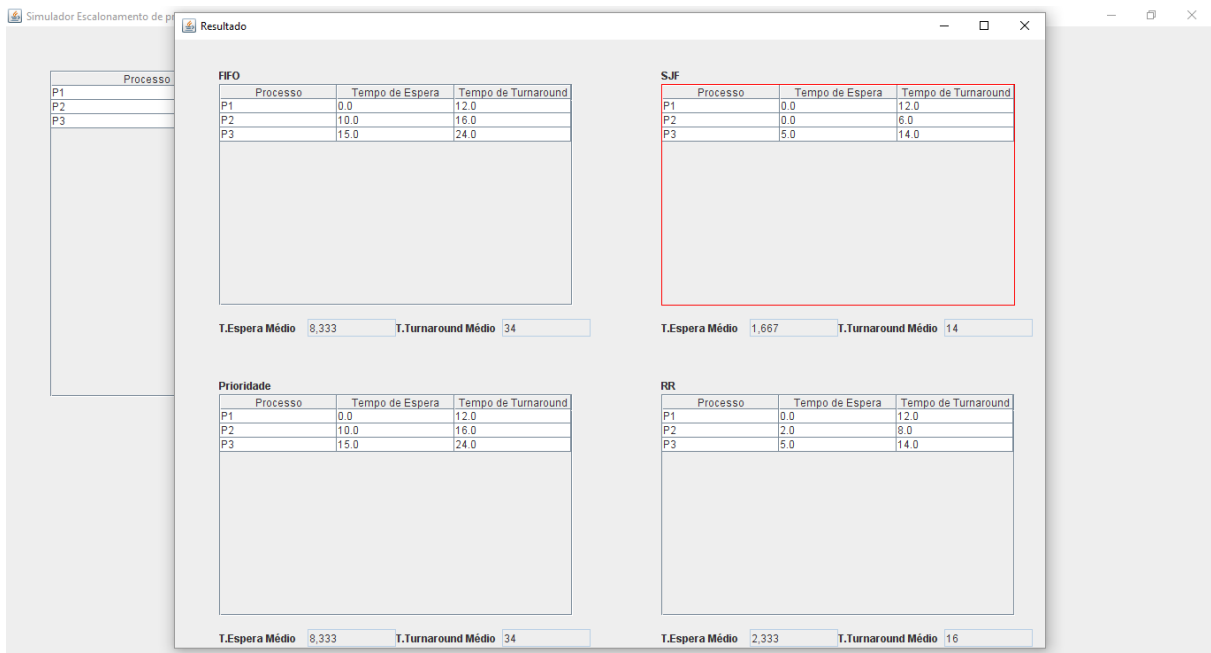 Simulador Escalonamento de pr
Resultado
Processo
P1
P2
P3
FIFO
Processo Tempo de Espera Tempo de Turnaround
P1 0.0 12.0
P2 10.0 16.0
P3 15.0 24.0
T.Espera Médio 8,333 T.Turnaround Médio 34
SJF
Processo Tempo de Espera Tempo de Turnaround
P1 0.0 12.0
P2 0.0 6.0
P3 5.0 14.0
T.Espera Médio 1,667 T.Turnaround Médio 14
Prioridade
Processo Tempo de Espera Tempo de Turnaround
P1 0.0 12.0
P2 10.0 16.0
P3 15.0 24.0
T.Espera Médio 8,333 T.Turnaround Médio 34
RR
Processo Tempo de Espera Tempo de Turnaround
P1 0.0 12.0
P2 2.0 8.0
P3 5.0 14.0
T.Espera Médio 2,333 T.Turnaround Médio 16